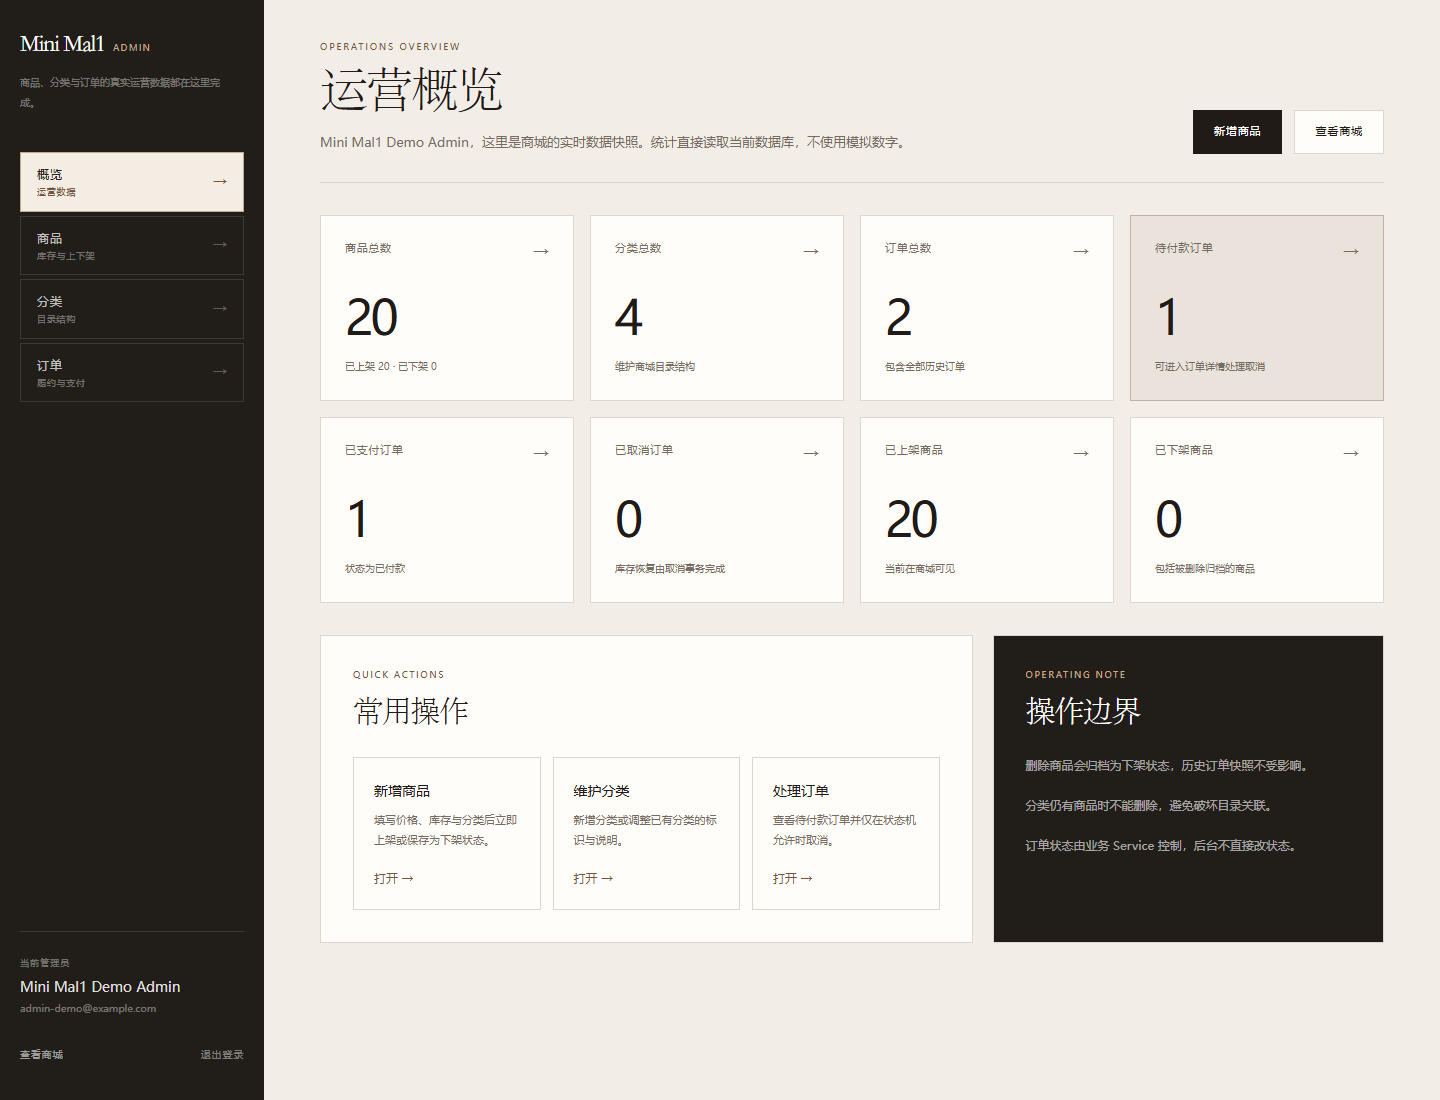 Mini Mal1 ADMIN
商品、分类与订单的真实运营数据都在这里完
成。
概览
运营数据
→
商品
库存与上下架
→
分类
目录结构
→
订单
履约与支付
→
当前管理员
Mini Mal1 Demo Admin
admin-demo@example.com
查看商城
退出登录
OPERATIONS OVERVIEW
运营概览
Mini Mal1 Demo Admin，这里是商城的实时数据快照。统计直接读取当前数据库，不使用模拟数字。
新增商品
查看商城
商品总数 →
20
已上架 20 · 已下架 0
分类总数 →
4
维护商城目录结构
订单总数 →
2
包含全部历史订单
待付款订单 →
1
可进入订单详情处理取消
已支付订单 →
1
状态为已付款
已取消订单 →
0
库存恢复由取消事务完成
已上架商品 →
20
当前在商城可见
已下架商品 →
0
包括被删除归档的商品
QUICK ACTIONS
常用操作
新增商品
填写价格、库存与分类后立即
上架或保存为下架状态。
打开 →
维护分类
新增分类或调整已有分类的标
识与说明。
打开 →
处理订单
查看待付款订单并仅在状态机
允许时取消。
打开 →
OPERATING NOTE
操作边界
删除商品会归档为下架状态，历史订单快照不受影响。
分类仍有商品时不能删除，避免破坏目录关联。
订单状态由业务 Service 控制，后台不直接改状态。